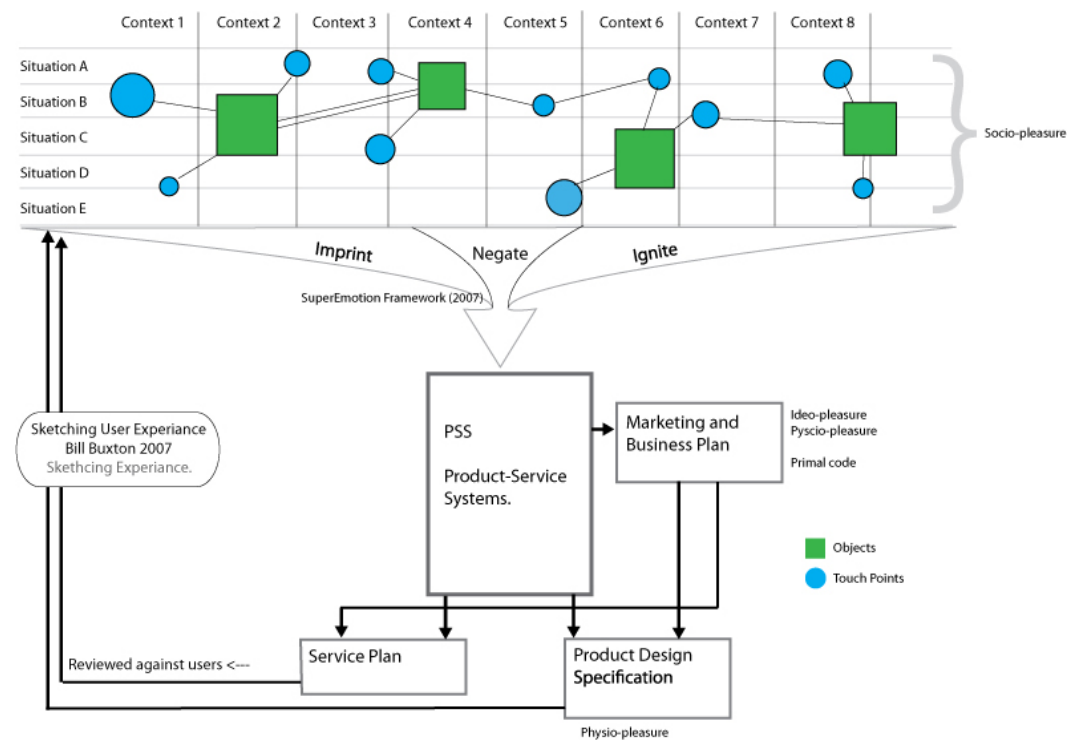 Context 1
Context 2
Context 3
Context 4
Context 5
Context 6
Context 7
Context 8
Situation A
Situation B
Situation C
Situation D
Situation E
Socio-pleasure
Imprint
Negate
Ignite
SuperEmotion Framework (2007)
PSS
Product-Service
Systems.
Marketing and
Business Plan
Ideo-pleasure
Pyscio-pleasure
Primal code
Sketching User Experiance
Bill Buxton 2007
Skethcing Experiance.
Objects
Touch Points
Service Plan
Product Design
Specification
Reviewed against users <---
Physio-pleasure